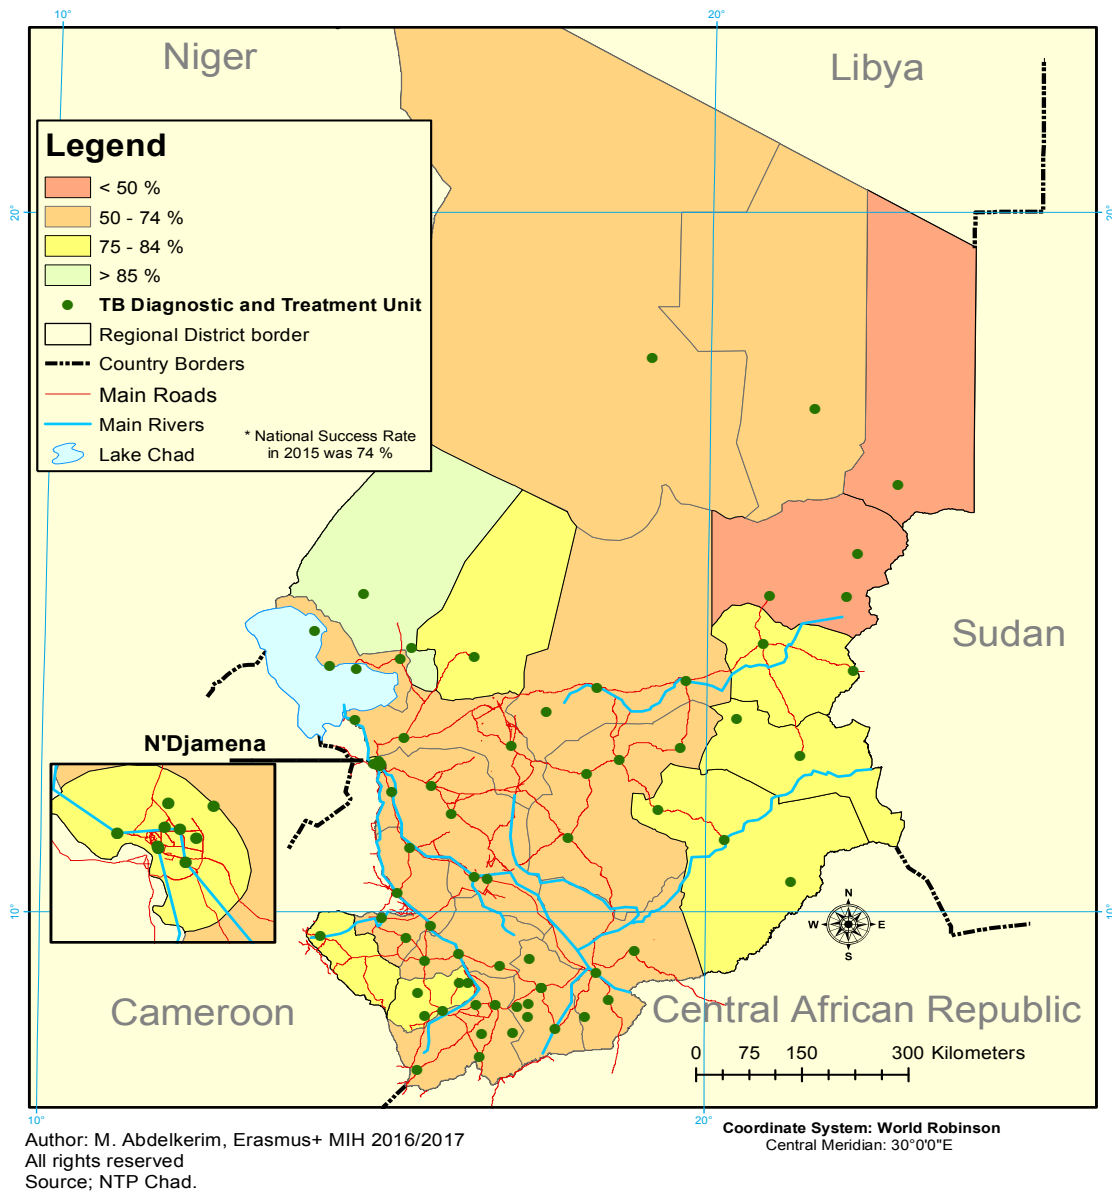 10°
20°
Niger
Libya
Legend
< 50 %
50 - 74 %
75 - 84 %
> 85 %
TB Diagnostic and Treatment Unit
Regional District border
Country Borders
Main Roads
Main Rivers
Lake Chad
* National Success Rate
in 2015 was 74 %
20°
20°
Sudan
N'Djamena
10°
10°
N
W
E
S
Cameroon
Central African Republic
0 75 150 300 Kilometers
10°
20°
Coordinate System: World Robinson
Central Meridian: 30°0'0"E
Author: M. Abdelkerim, Erasmus+ MIH 2016/2017
All rights reserved
Source; NTP Chad.